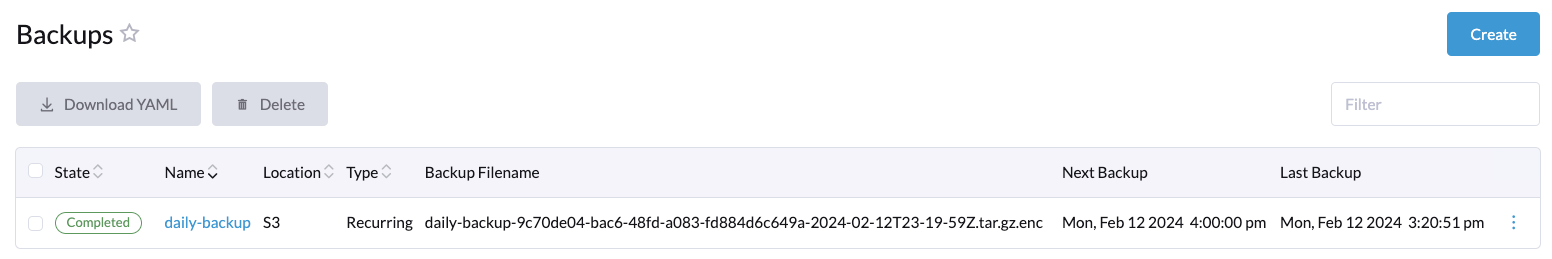 Backups
Create
Download YAML Delete Filter
State Name Location Type Backup Filename Next Backup Last Backup
Completed daily-backup S3 Recurring daily-backup-9c70de04-bac6-48fd-a083-fd884d6c649a-2024-02-12T23-19-59Z.tar.gz.enc Mon, Feb 12 2024 4:00:00 pm Mon, Feb 12 2024 3:20:51 pm